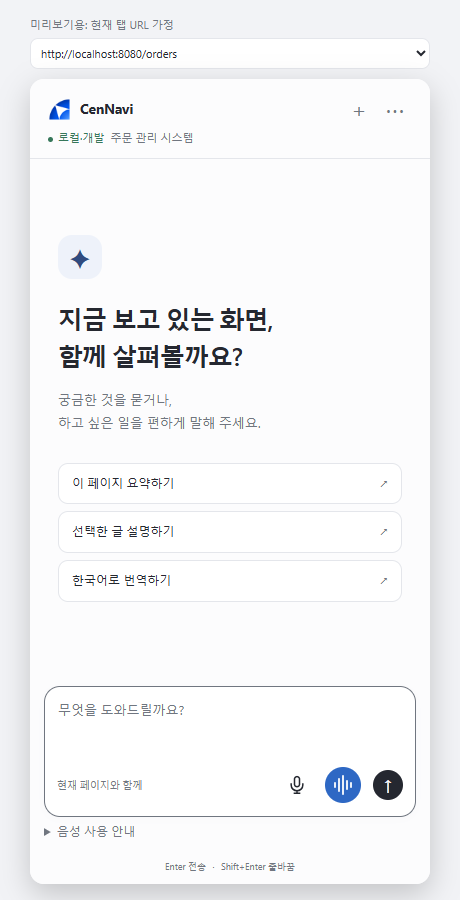 미리보기용: 현재 탭 URL 가정
http://localhost:8080/orders
CenNavi
로컬·개발 주문 관리 시스템
지금 보고 있는 화면,
함께 살펴볼까요?
궁금한 것을 묻거나,
하고 싶은 일을 편하게 말해 주세요.
이 페이지 요약하기
선택한 글 설명하기
한국어로 번역하기
무엇을 도와드릴까요?
현재 페이지와 함께
음성 사용 안내
Enter 전송 · Shift+Enter 줄바꿈